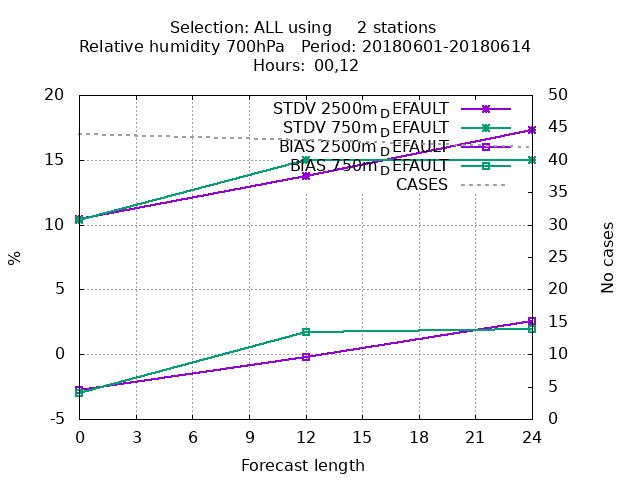 Selection: ALL using     2 stations
Relative humidity 700hPa   Period: 20180601-20180614
Hours: 00,12
20
15
10
5
0
-5
%
STDV 2500m_DEFAULT
STDV 750m_DEFAULT
BIAS 2500m_DEFAULT
BIAS 750m_DEFAULT
CASES
50
45
40
35
30
25
20
15
10
5
0
No cases
0 3 6 9 12 15 18 21 24
Forecast length